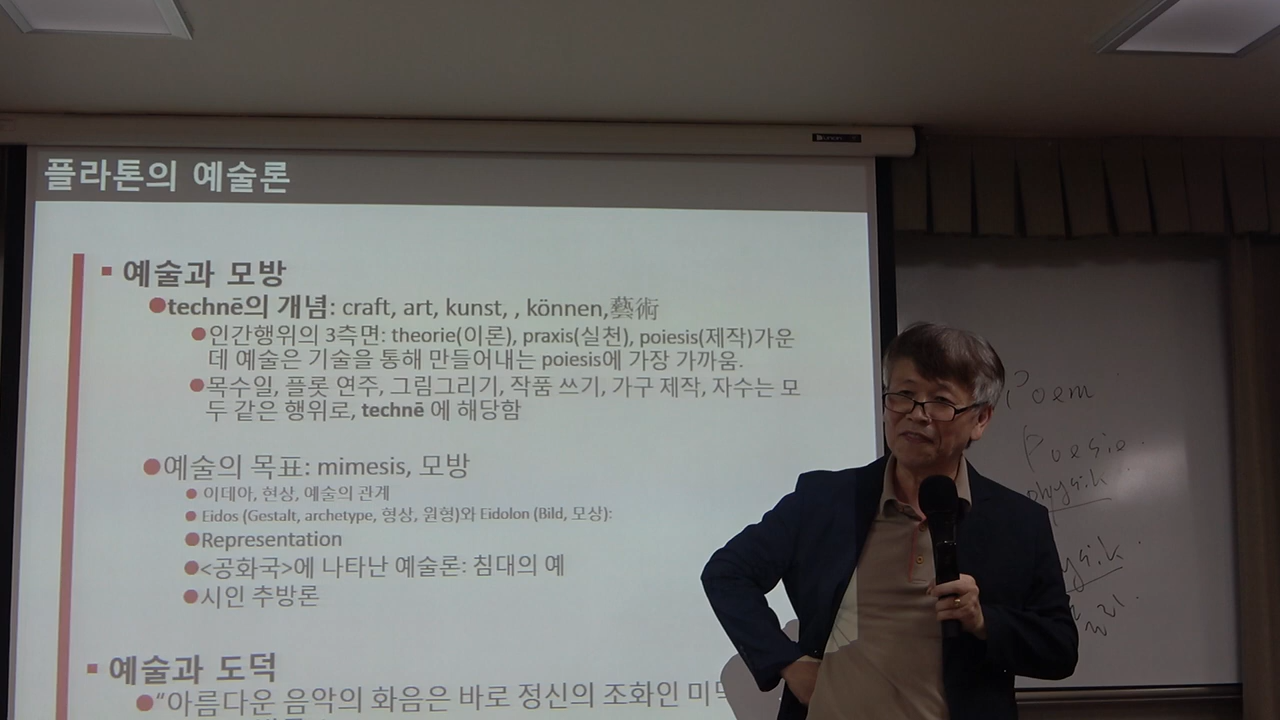 플라톤의 예술론
▪ 예술과 모방
●technē의 개념: craft, art, kunst, , können,藝術
●인간행위의 3측면: theorie(이론), praxis(실천), poiesis(제작)가운
데 예술은 기술을 통해 만들어내는 poiesis에 가장 가까움.
●목수일, 플롯 연주, 그림그리기, 작품 쓰기, 가구 제작, 자수는 모
두 같은 행위로, technē 에 해당함
●예술의 목표: mimesis, 모방
● 이데아, 현상, 예술의 관계
● Eidos (Gestalt, archetype, 형상, 원형)와 Eidolon (Bild, 모상):
●Representation
●<공화국>에 나타난 예술론: 침대의 예
●시인 추방론
▪ 예술과 도덕
●“아름다운 음악의 화음은 바로 정신의 조화인
Poem
Poesie
physik